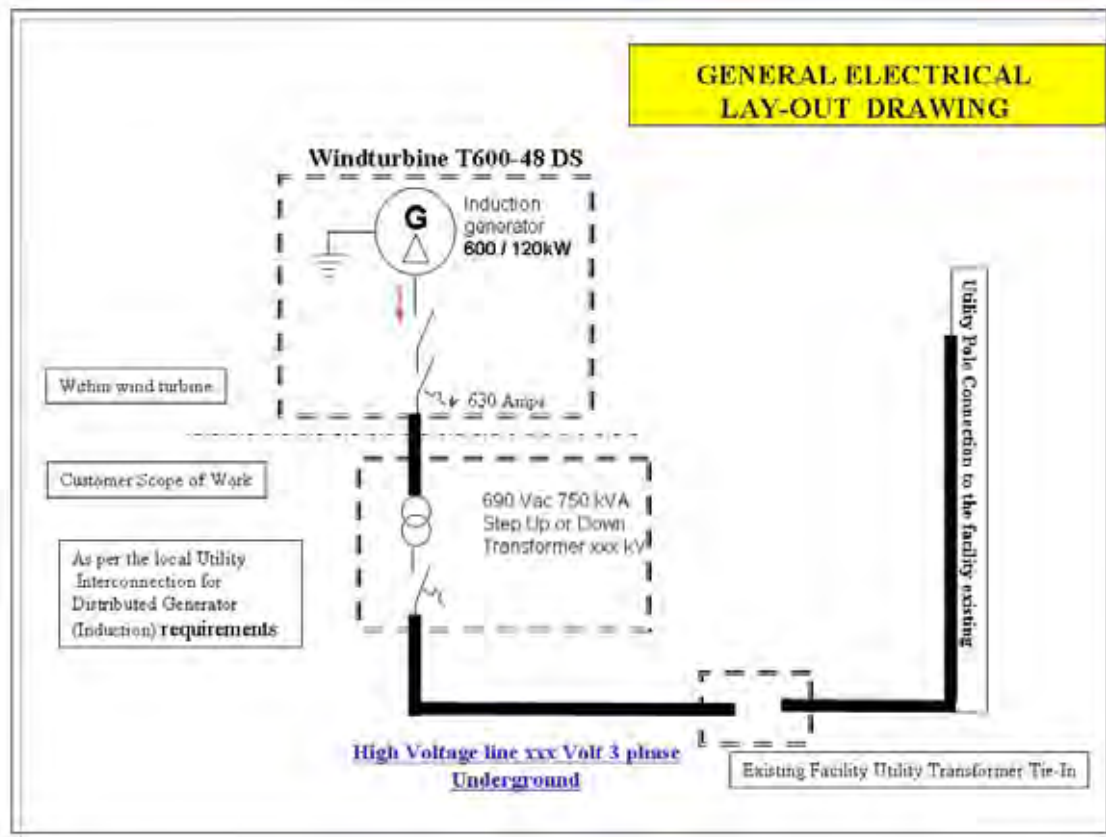 GENERAL ELECTRICAL
LAY-OUT DRAWING
Windturbine T600-48 DS
G
Induction
generator
600 / 120kW
Within wind turbine
630 Amps
Customer Scope of Work
690 Vac 750 kVA
Step Up or Down
Transformer xxx kV
As per the local Utility
Interconnection for
Distributed Generator
(Induction) requirements
Utility Pole Connection to the facility existing
High Voltage line xxx Volt 3 phase
Underground
Existing Facility Utility Transformer Tie-In